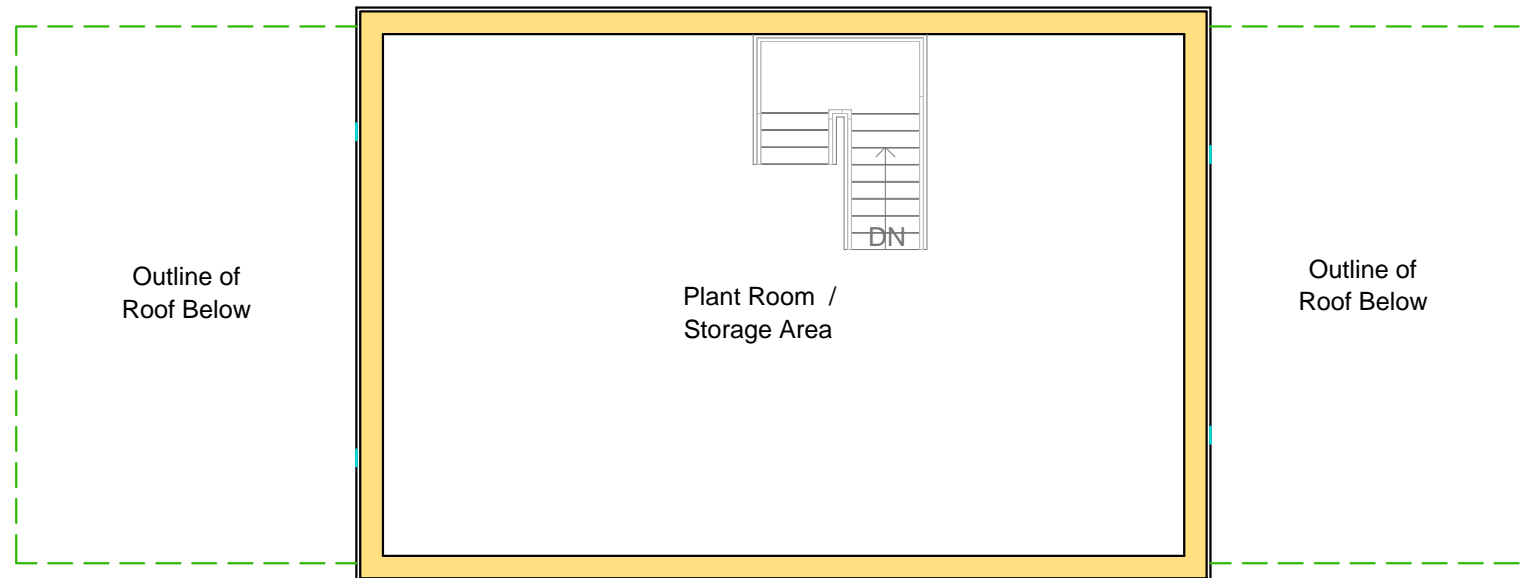 DN
Outline of
Roof Below
Plant Room  /
Storage Area
Outline of
Roof Below